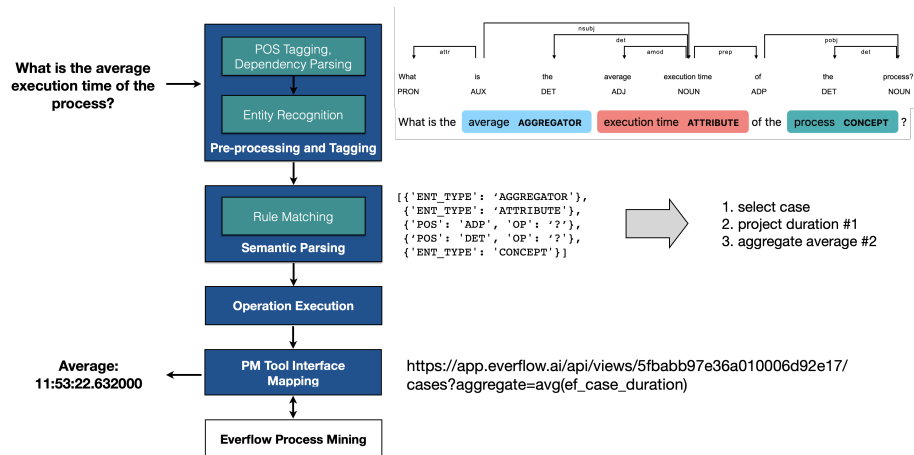 What is the average
execution time of the
process?
POS Tagging,
Dependency Parsing
Entity Recognition
Pre-processing and Tagging
nsubj
det
pobj
attr
amod
prep
det
What is the average execution time of the process?
PRON AUX DET ADJ NOUN ADP DET NOUN
What is the average AGGREGATOR execution time ATTRIBUTE of the process CONCEPT ?
Rule Matching
Semantic Parsing
[{'ENT_TYPE': ‘AGGREGATOR'},
{'ENT_TYPE': ‘ATTRIBUTE'},
{'POS': 'ADP', 'OP': ‘?’},
{‘POS': 'DET', 'OP': ‘?'},
{'ENT_TYPE': 'CONCEPT'}]
1. select case
2. project duration #1
3. aggregate average #2
Operation Execution
Average:
11:53:22.632000
PM Tool Interface
Mapping
https://app.everflow.ai/api/views/5fbabb97e36a010006d92e17/
cases?aggregate=avg(ef_case_duration)
Everflow Process Mining